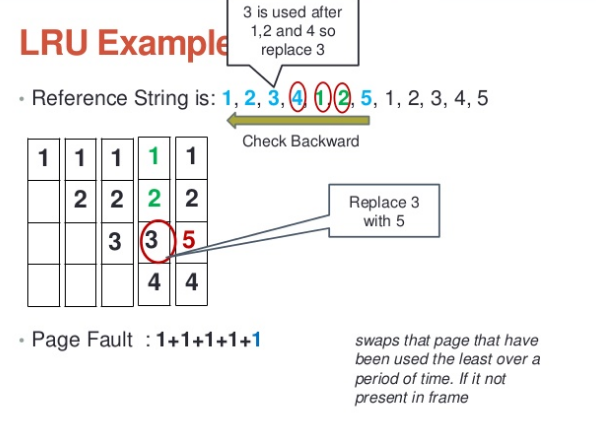 3 is used after
1,2 and 4 so
replace 3
LRU Example
• Reference String is: 1, 2, 3, 4, 1, 2, 5, 1, 2, 3, 4, 5
Check Backward
1 1 1 1 1
2 2 2 2
3 3 5
4 4
Replace 3
with 5
• Page Fault : 1+1+1+1+1
swaps that page that have
been used the least over a
period of time. If it not
present in frame